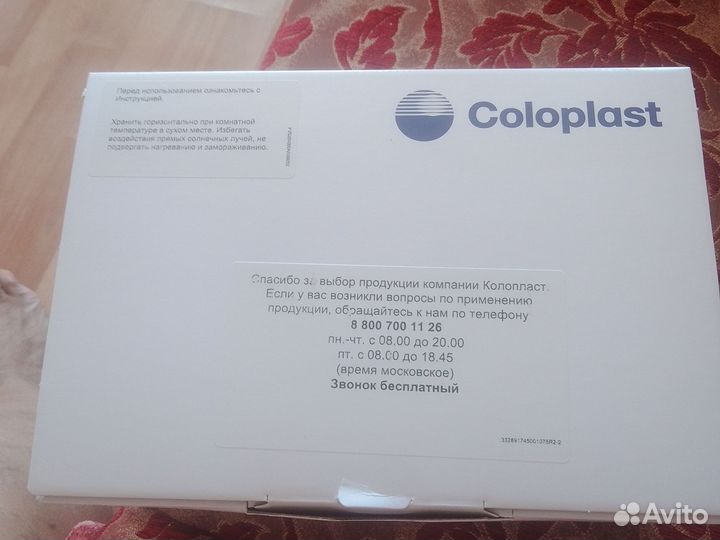 Перед использованием ознакомьтесь с
Инструкцией.
Хранить горизонтально при комнатной
температуре в сухом месте. Избегать
воздействия прямых солнечных лучей, не
подвергать нагреванию и замораживанию.
Coloplast
Спасибо за выбор продукции компании Колопласт.
Если у вас возникли вопросы по применению
продукции, обращайтесь к нам по телефону
8 800 700 11 26
пн.-чт. с 08.00 до 20.00
пт. с 08.00 до 18.45
(время московское)
Звонок бесплатный
Avito